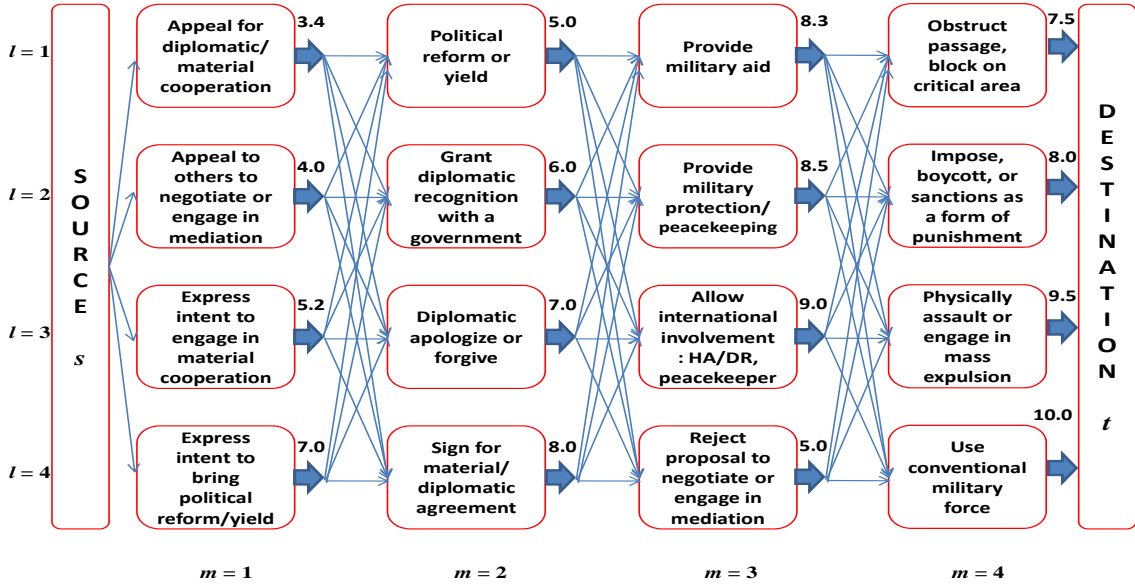 SOURCE s
l = 1
Appeal for
diplomatic/
material
cooperation
3.4
Political
reform or
yield
5.0
Provide
military aid
8.3
Obstruct
passage,
block on
critical area
7.5
l = 2
Appeal to
others to
negotiate or
engage in
mediation
4.0
Grant
diplomatic
recognition
with a
government
6.0
Provide
military
protection/
peacekeeping
8.5
Impose,
boycott, or
sanctions as
a form of
punishment
8.0
l = 3
Express
intent to
engage in
material
cooperation
5.2
Diplomatic
apologize or
forgive
7.0
Allow
international
involvement
: HA/DR,
peacekeeper
9.0
Physically
assault or
engage in
mass
expulsion
9.5
l = 4
Express
intent to
bring
political
reform/yield
7.0
Sign for
material/
diplomatic
agreement
8.0
Reject
proposal to
negotiate or
engage in
mediation
5.0
Use
conventional
military
force
10.0
DESTINATION t
m = 1
m = 2
m = 3
m = 4